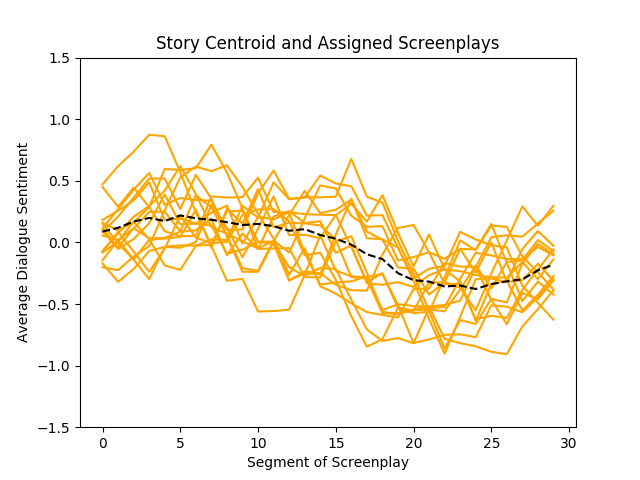 Story Centroid and Assigned Screenplays
1.5
1.0
0.5
0.0
−0.5
−1.0
−1.5
Average Dialogue Sentiment
0 5 10 15 20 25 30
Segment of Screenplay